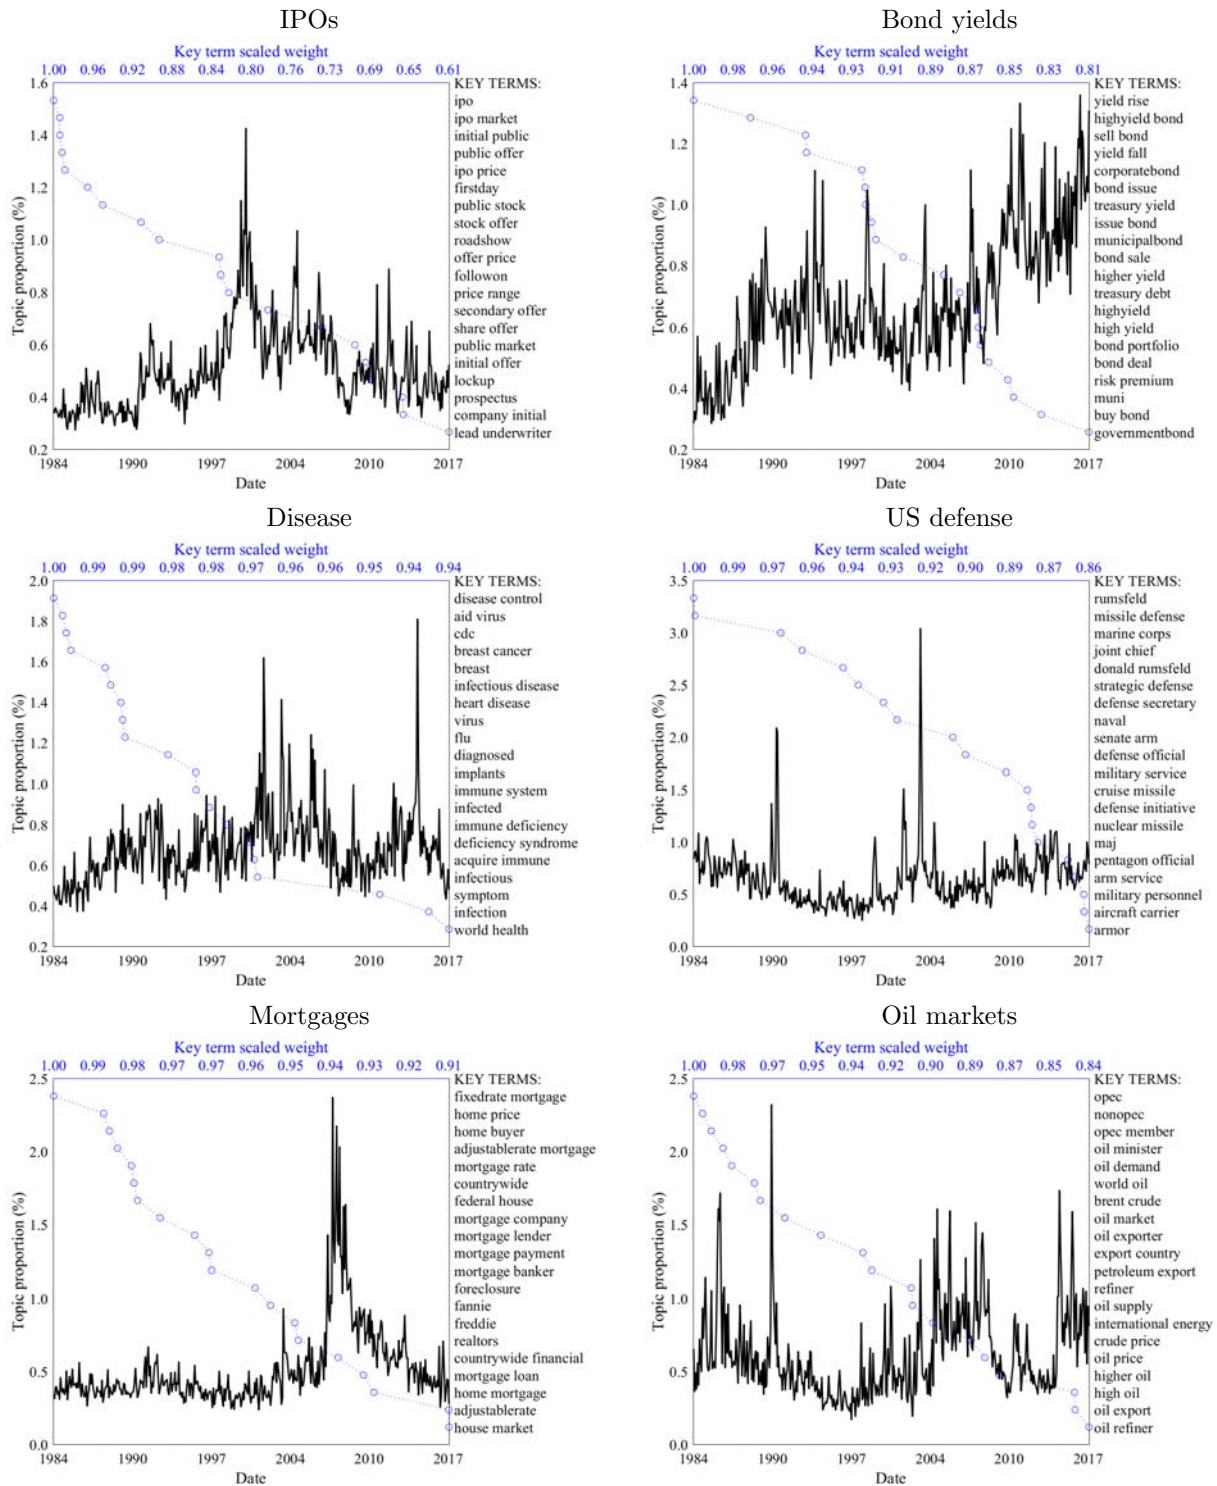 IPOs
Key term scaled weight
1.00 0.96 0.92 0.88 0.84 0.80 0.76 0.73 0.69 0.65 0.61
KEY TERMS:
ipo
ipo market
initial public
public offer
ipo price
firstday
public stock
stock offer
roadshow
offer price
followon
price range
secondary offer
share offer
public market
initial offer
lockup
prospectus
company initial
lead underwriter
Topic proportion (%)
1.6
1.4
1.2
1.0
0.8
0.6
0.4
0.2
1984 1990 1997 2004 2010 2017
Date
Bond yields
Key term scaled weight
1.00 0.98 0.96 0.94 0.93 0.91 0.89 0.87 0.85 0.83 0.81
KEY TERMS:
yield rise
highyield bond
sell bond
yield fall
corporatebond
bond issue
treasury yield
issue bond
municipalbond
bond sale
higher yield
treasury debt
highyield
high yield
bond portfolio
bond deal
risk premium
muni
buy bond
governmentbond
Topic proportion (%)
1.4
1.2
1.0
0.8
0.6
0.4
0.2
1984 1990 1997 2004 2010 2017
Date
Disease
Key term scaled weight
1.00 0.99 0.99 0.98 0.98 0.97 0.96 0.96 0.95 0.94 0.94
KEY TERMS:
disease control
aid virus
cdc
breast cancer
breast
infectious disease
heart disease
virus
flu
diagnosed
implants
immune system
infected
immune deficiency
deficiency syndrome
acquire immune
infectious
symptom
infection
world health
Topic proportion (%)
2.0
1.8
1.6
1.4
1.2
1.0
0.8
0.6
0.4
0.2
1984 1990 1997 2004 2010 2017
Date
US defense
Key term scaled weight
1.00 0.99 0.97 0.96 0.94 0.93 0.92 0.90 0.89 0.87 0.86
KEY TERMS:
rumsfeld
missile defense
marine corps
joint chief
donald rumsfeld
strategic defense
defense secretary
naval
senate arm
defense official
military service
cruise missile
defense initiative
nuclear missile
maj
pentagon official
arm service
military personnel
aircraft carrier
armor
Topic proportion (%)
3.5
3.0
2.5
2.0
1.5
1.0
0.5
0.0
1984 1990 1997 2004 2010 2017
Date
Mortgages
Key term scaled weight
1.00 0.99 0.98 0.97 0.97 0.96 0.95 0.94 0.93 0.92 0.91
KEY TERMS:
fixedrate mortgage
home price
home buyer
adjustablerate mortgage
mortgage rate
countrywide
federal house
mortgage company
mortgage lender
mortgage payment
mortgage banker
foreclosure
fannie
freddie
realtors
countrywide financial
mortgage loan
home mortgage
adjustablerate
house market
Topic proportion (%)
2.5
2.0
1.5
1.0
0.5
0.0
1984 1990 1997 2004 2010 2017
Date
Oil markets
Key term scaled weight
1.00 0.98 0.97 0.95 0.94 0.92 0.90 0.89 0.87 0.85 0.84
KEY TERMS:
opec
nonopec
opec member
oil minister
oil demand
world oil
brent crude
oil market
oil exporter
export country
petroleum export
refiner
oil supply
international energy
crude price
oil price
higher oil
high oil
oil export
oil refiner
Topic proportion (%)
2.5
2.0
1.5
1.0
0.5
0.0
1984 1990 1997 2004 2010 2017
Date